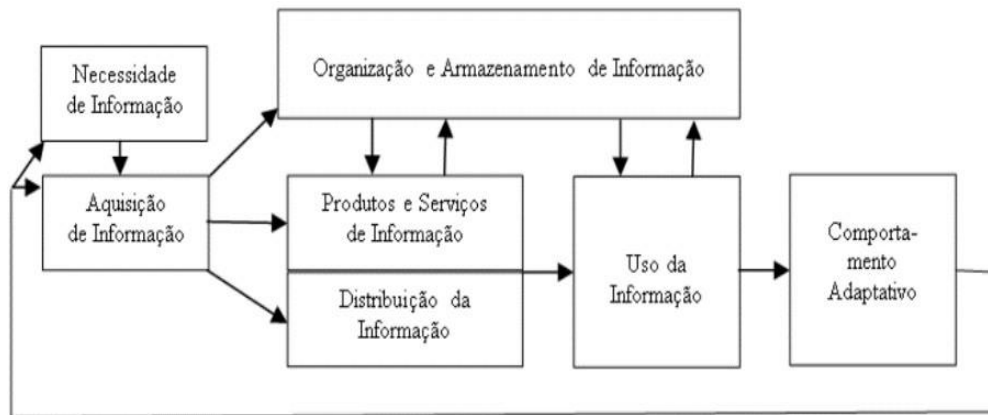 Necessidade
de Informação
Organização e Armazenamento de Informação
Aquisição
de Informação
Produtos e Serviços
de Informação
Distribuição da
Informação
Uso da
Informação
Comporta-
mento
Adaptativo